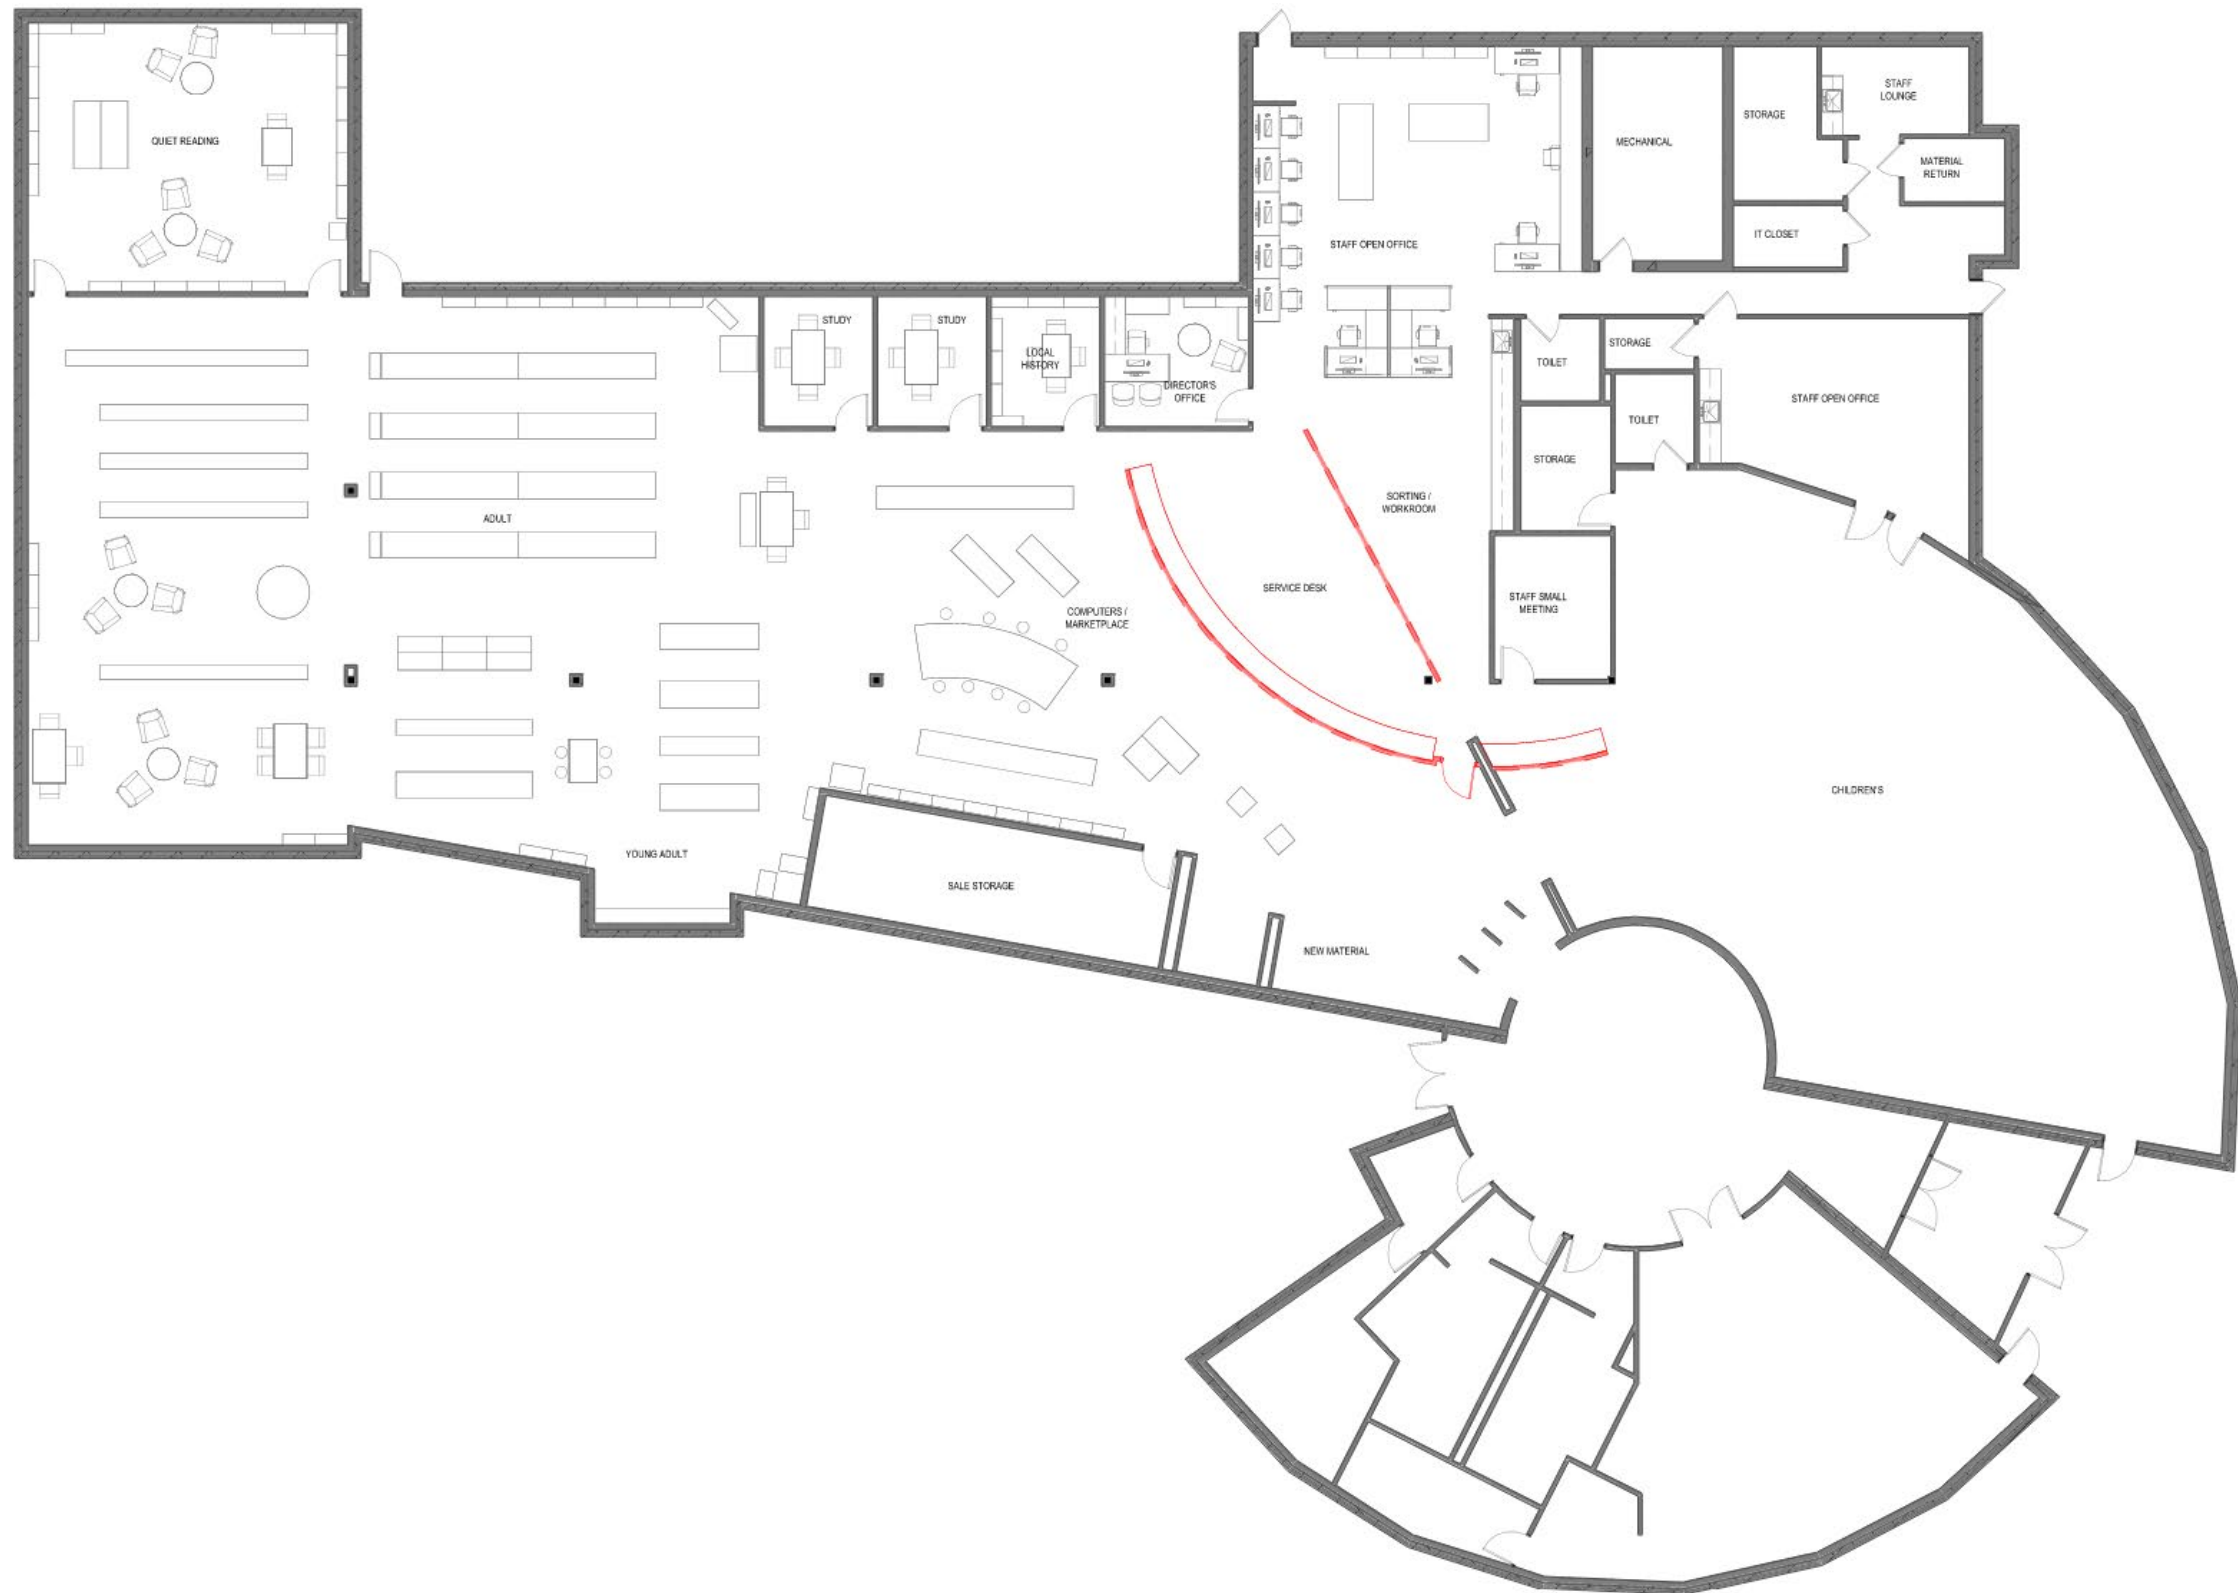 STAFF
LOUNGE
STORAGE
QUIET READING
MECHANICAL
MATERIAL
RETURN
IT CLOSET
STAFF OPEN OFFICE
STUDY
STUDY
LOCAL
HISTORY
DIRECTOR'S
OFFICE
TOILET
STORAGE
STAFF OPEN OFFICE
TOILET
STORAGE
ADULT
SORTING /
WORKROOM
SERVICE DESK
STAFF SMALL
MEETING
COMPUTERS /
MARKETPLACE
CHILDREN'S
YOUNG ADULT
SALE STORAGE
NEW MATERIAL